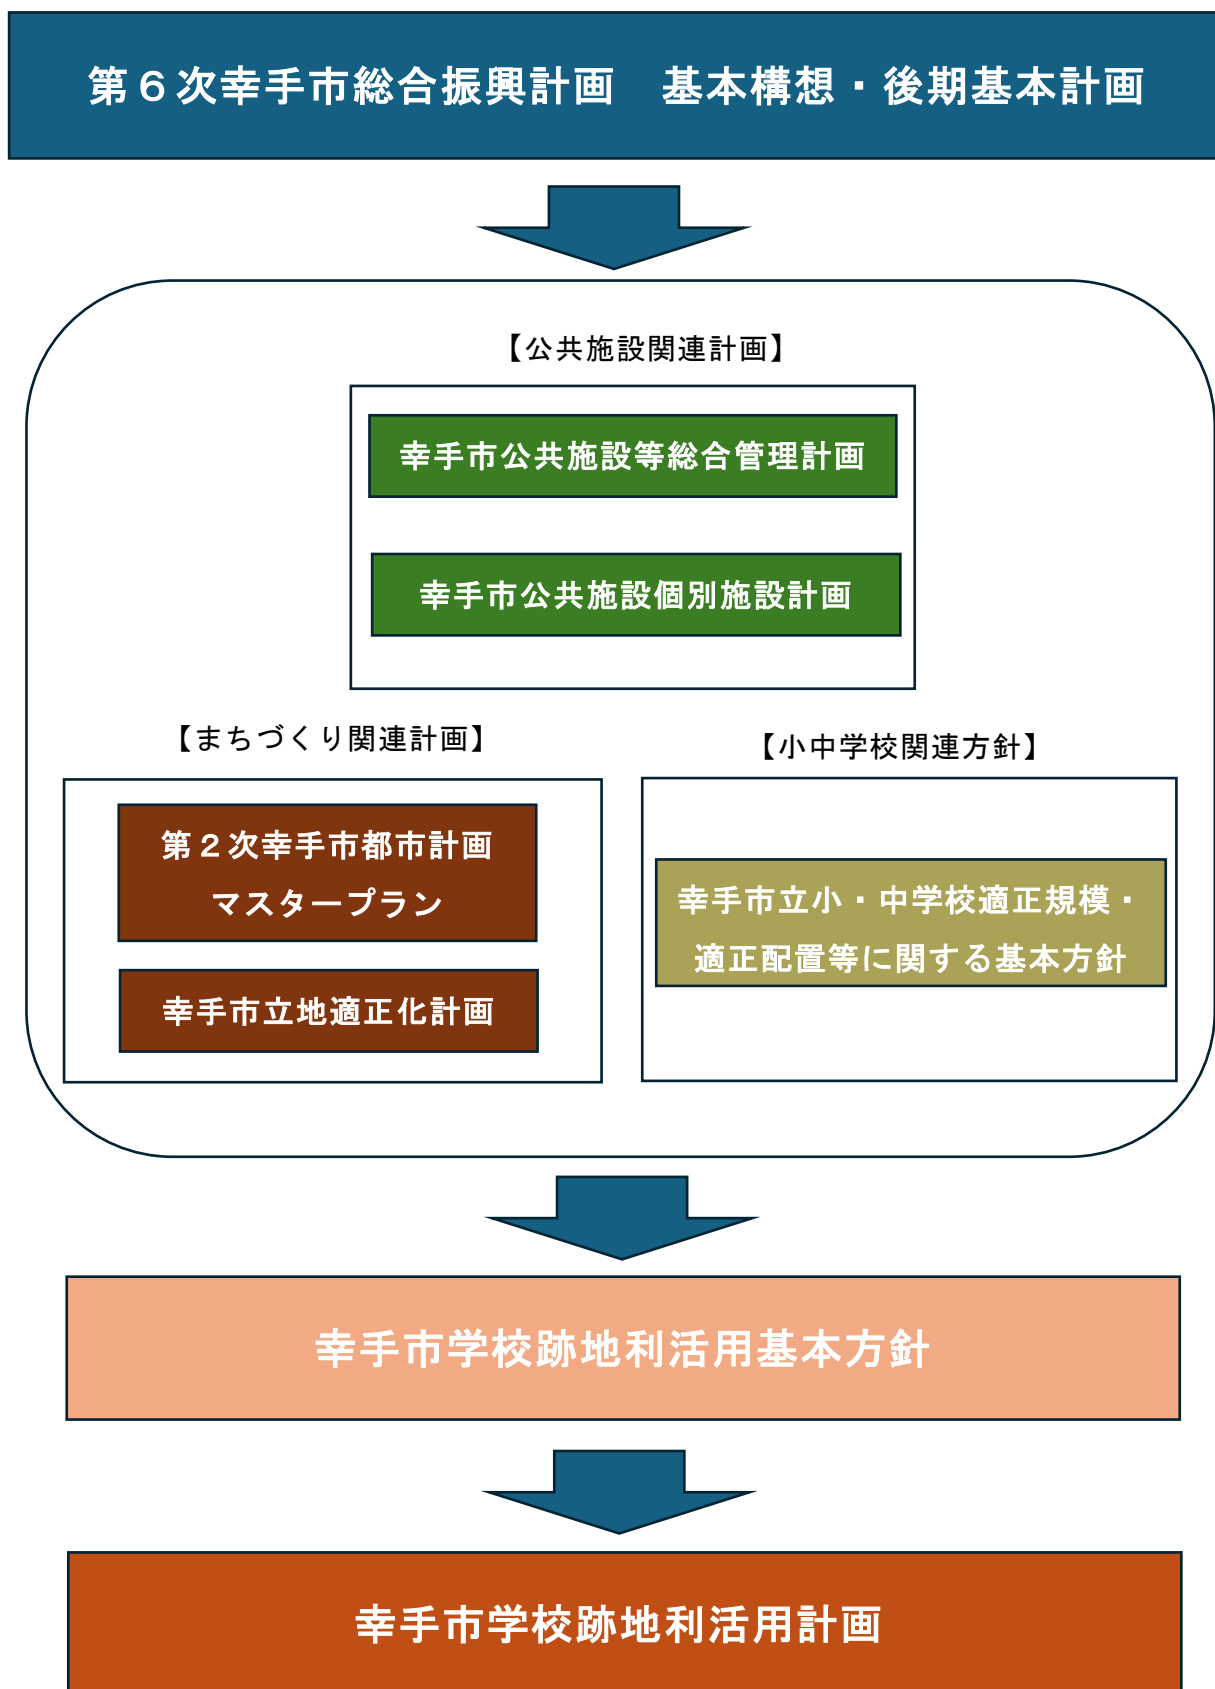 第６次幸手市総合振興計画　基本構想・後期基本計画
【公共施設関連計画】
幸手市公共施設等総合管理計画
幸手市公共施設個別施設計画
【まちづくり関連計画】
第２次幸手市都市計画
マスタープラン
幸手市立地適正化計画
【小中学校関連方針】
幸手市立小・中学校適正規模・
適正配置等に関する基本方針
幸手市学校跡地利活用基本方針
幸手市学校跡地利活用計画